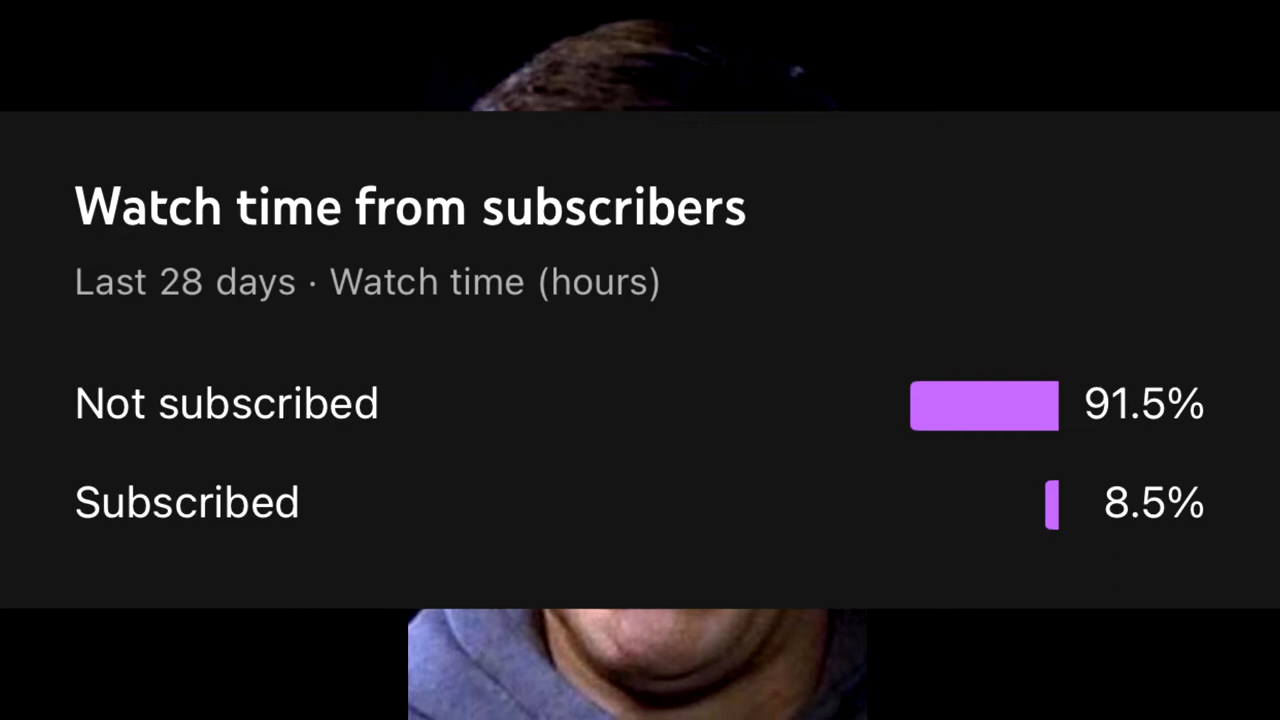 Watch time from subscribers
Last 28 days · Watch time (hours)
Not subscribed 91.5%
Subscribed 8.5%